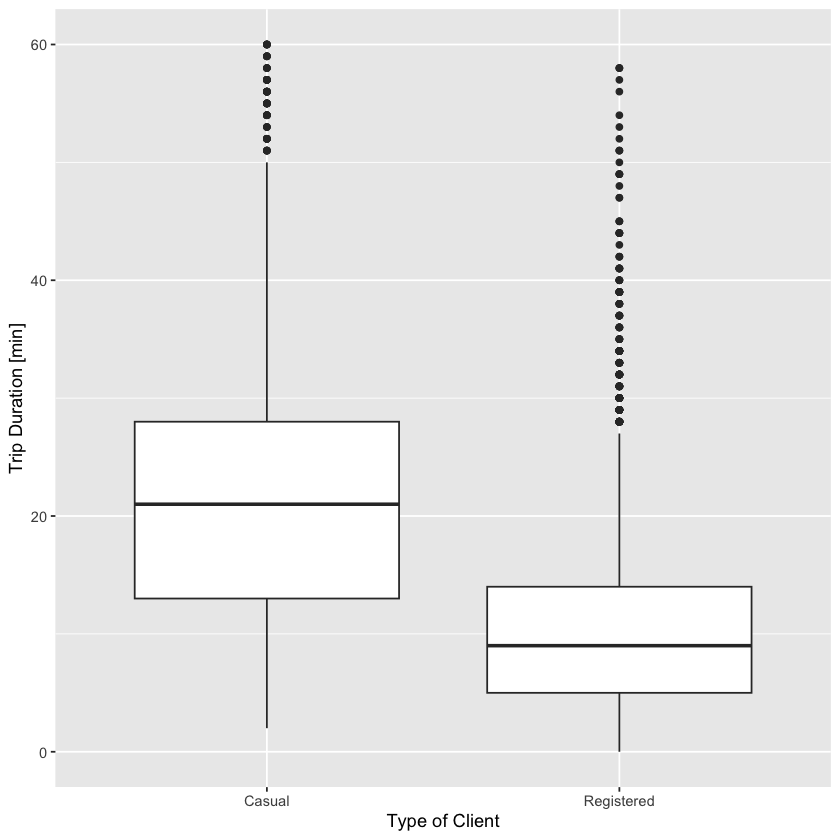 60
40
20
0
Trip Duration [min]
Casual
Registered
Type of Client